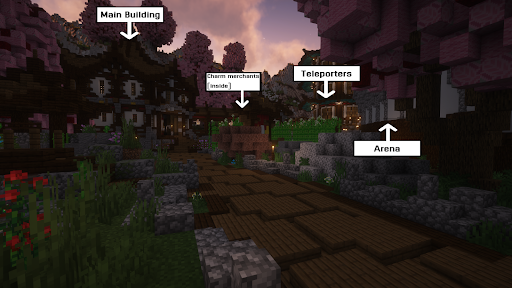 Main Building
Charm merchants
[Inside]
Teleporters
Arena